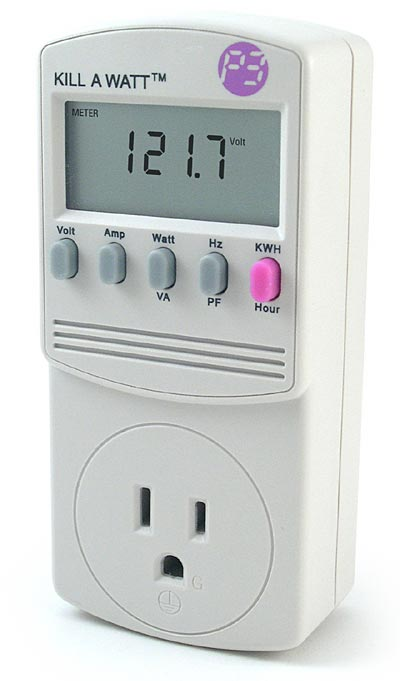 P3
KILL A WATT™
METER
121.7 Volt
Volt Amp Watt Hz KWH
VA PF Hour
G